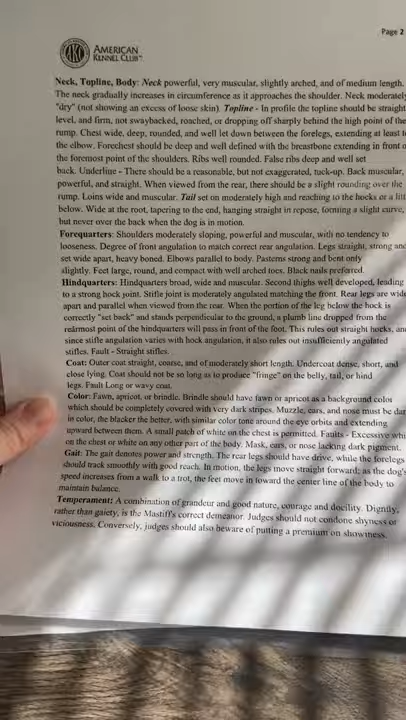 Page 2
AKC
AMERICAN
KENNEL CLUB
Neck, Topline, Body: Neck powerful, very muscular, slightly arched, and of medium length.
The neck gradually increases in circumference as it approaches the shoulder. Neck moderately
"dry" (not showing an excess of loose skin). Topline - In profile the topline should be straight,
level, and firm, not swaybacked, roached, or dropping off sharply behind the high point of the
rump. Chest wide, deep, rounded, and well let down between the forelegs, extending at least to
the elbow. Forechest should be deep and well defined with the breastbone extending in front of
the foremost point of the shoulders. Ribs well rounded. False ribs deep and well set
back. Underline - There should be a reasonable, but not exaggerated, tuck-up. Back muscular,
powerful, and straight. When viewed from the rear, there should be a slight rounding over the
rump. Loins wide and muscular. Tail set on moderately high and reaching to the hocks or a litt
below. Wide at the root, tapering to the end, hanging straight in repose, forming a slight curve,
but never over the back when the dog is in motion.
Forequarters: Shoulders moderately sloping, powerful and muscular, with no tendency to
looseness. Degree of front angulation to match correct rear angulation. Legs straight, strong and
set wide apart, heavy boned. Elbows parallel to body. Pasterns strong and bent only
slightly. Feet large, round, and compact with well arched toes. Black nails preferred.
Hindquarters: Hindquarters broad, wide and muscular. Second thighs well developed, leading
to a strong hock joint. Stifle joint is moderately angulated matching the front. Rear legs are wide
apart and parallel when viewed from the rear. When the portion of the leg below the hock is
correctly "set back" and stands perpendicular to the ground, a plumb line dropped from the
rearmost point of the hindquarters will pass in front of the foot. This rules out straight hocks, and
since stifle angulation varies with hock angulation, it also rules out insufficiently angulated
stifles. Fault - Straight stifles.
Coat: Outer coat straight, coarse, and of moderately short length. Undercoat dense, short, and
close lying. Coat should not be so long as to produce "fringe" on the belly, tail, or hind
legs. Fault Long or wavy coat.
Color: Fawn, apricot, or brindle. Brindle should have fawn or apricot as a background color
which should be completely covered with very dark stripes. Muzzle, ears, and nose must be dar
in color, the blacker the better, with similar color tone around the eye orbits and extending
upward between them. A small patch of white on the chest is permitted. Faults - Excessive whi
on the chest or white on any other part of the body. Mask, ears, or nose lacking dark pigment.
Gait: The gait denotes power and strength. The rear legs should have drive, while the forelegs
should track smoothly with good reach. In motion, the legs move straight forward; as the dog's
speed increases from a walk to a trot, the feet move in toward the center line of the body to
maintain balance.
Temperament: A combination of grandeur and good nature, courage and docility. Dignity,
rather than gaiety, is the Mastiff's correct demeanor. Judges should not condone shyness or
viciousness. Conversely, judges should also beware of putting a premium on showiness.